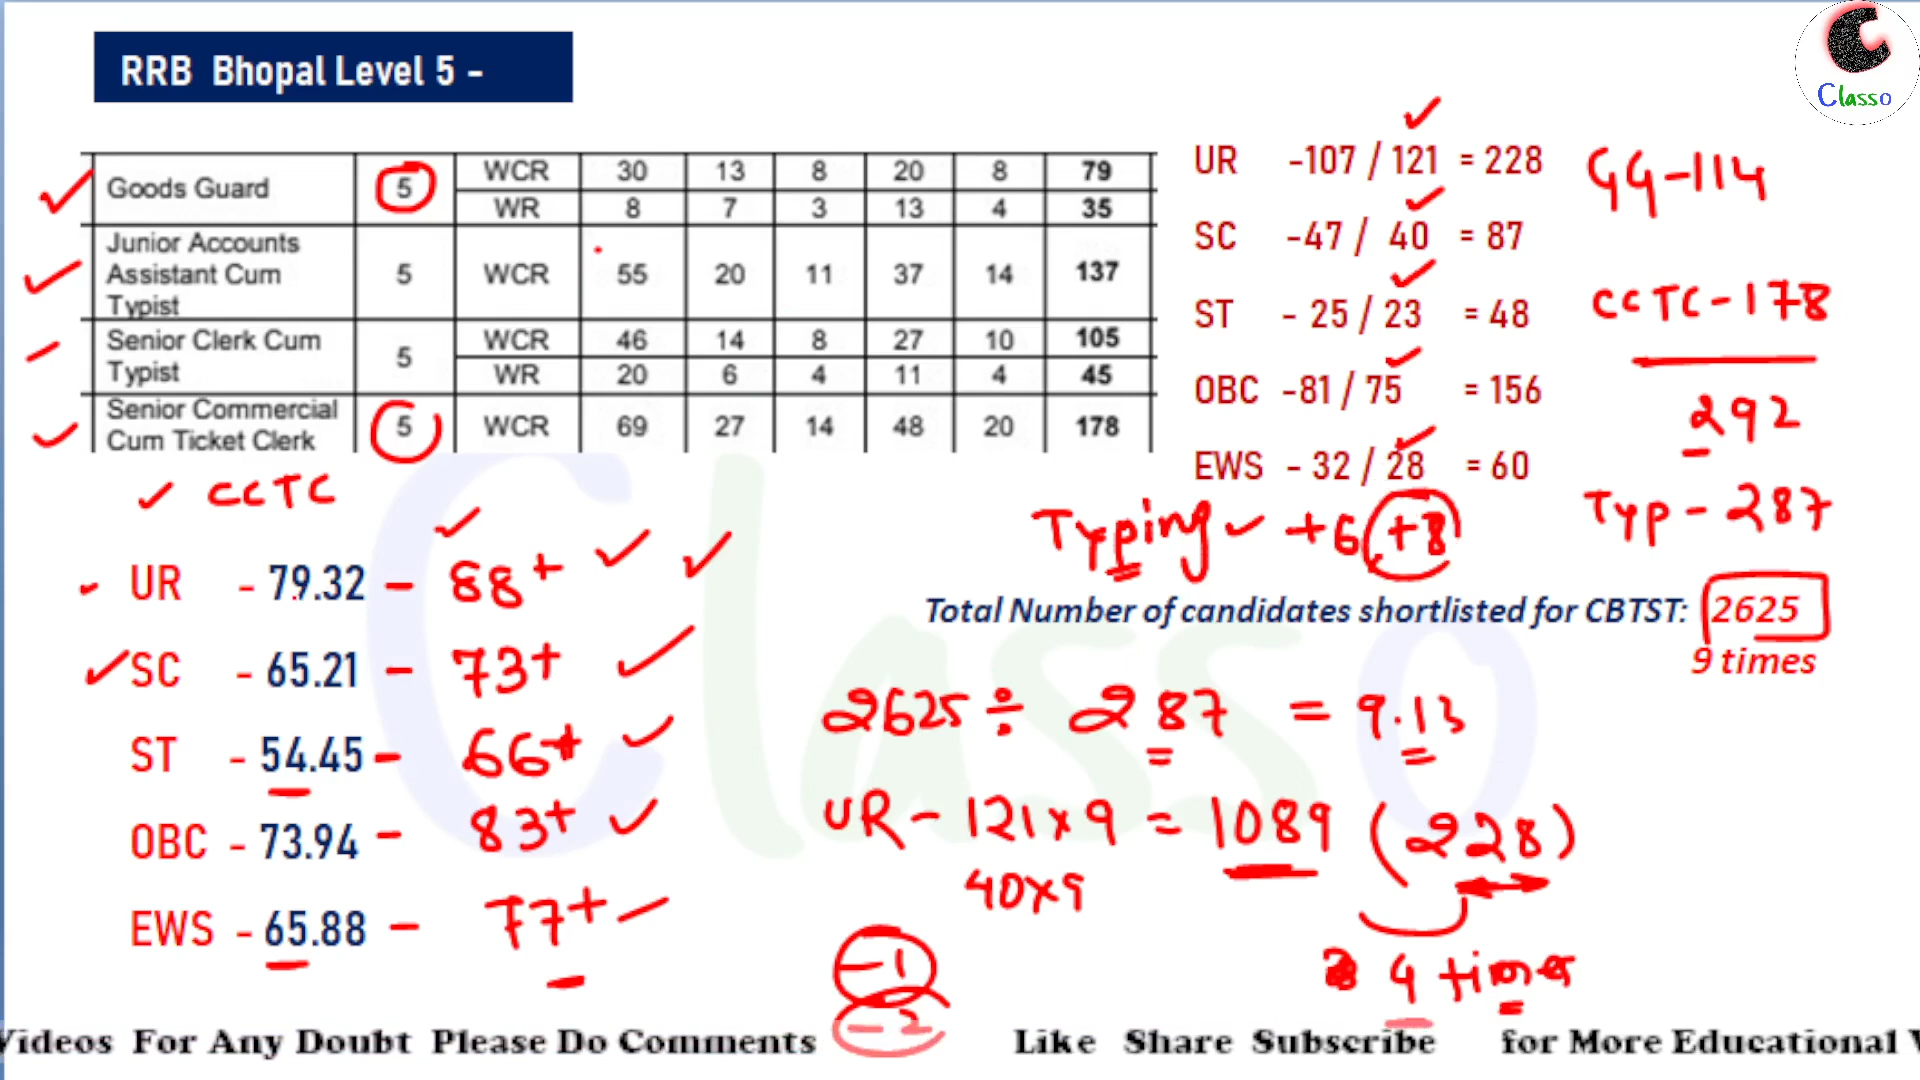 RRB Bhopal Level 5 -
C
Classo
Goods Guard 5 WCR 30 13 8 20 8 79
WR 8 7 3 13 4 35
Junior Accounts Assistant Cum Typist 5 WCR 55 20 11 37 14 137
Senior Clerk Cum Typist 5 WCR 46 14 8 27 10 105
WR 20 6 4 11 4 45
Senior Commercial Cum Ticket Clerk 5 WCR 69 27 14 48 20 178
UR -107 / 121 = 228
SC -47 / 40 = 87
ST - 25 / 23 = 48
OBC -81 / 75 = 156
EWS - 32 / 28 = 60
GG-114
CCTC-178
292
Typ - 287
Typing +6 +8
Total Number of candidates shortlisted for CBTST: 2625
9 times
CCTC
UR - 79.32 - 88+
SC - 65.21 - 73+
ST - 54.45 - 66+
OBC - 73.94 - 83+
EWS - 65.88 - 77+
2625 ÷ 287 = 9.13
UR - 121x9 = 1089 (228)
40x9
4 times
-1
-2
Videos For Any Doubt Please Do Comments Like Share Subscribe for More Educational V
Classo